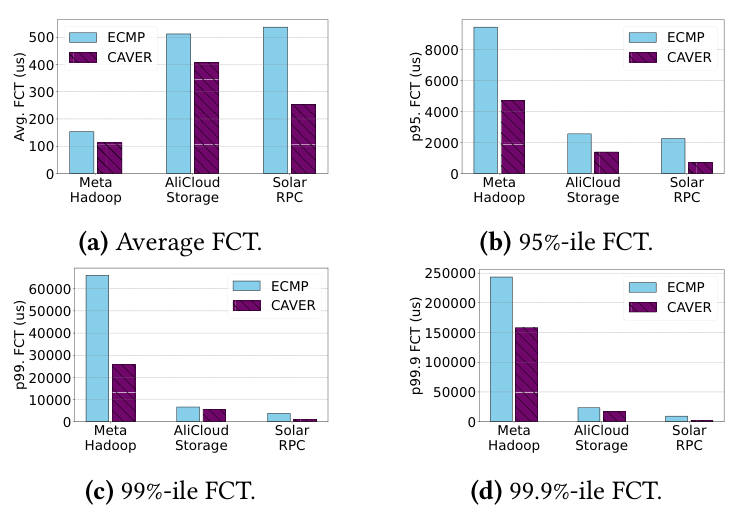 Avg. FCT (us)
500
400
300
200
100
0
ECMP
CAVER
Meta
Hadoop
AliCloud
Storage
Solar
RPC
(a) Average FCT.
p95. FCT (us)
8000
6000
4000
2000
0
ECMP
CAVER
Meta
Hadoop
AliCloud
Storage
Solar
RPC
(b) 95%-ile FCT.
p99. FCT (us)
60000
50000
40000
30000
20000
10000
0
ECMP
CAVER
Meta
Hadoop
AliCloud
Storage
Solar
RPC
(c) 99%-ile FCT.
p99.9 FCT (us)
250000
200000
150000
100000
50000
0
ECMP
CAVER
Meta
Hadoop
AliCloud
Storage
Solar
RPC
(d) 99.9%-ile FCT.